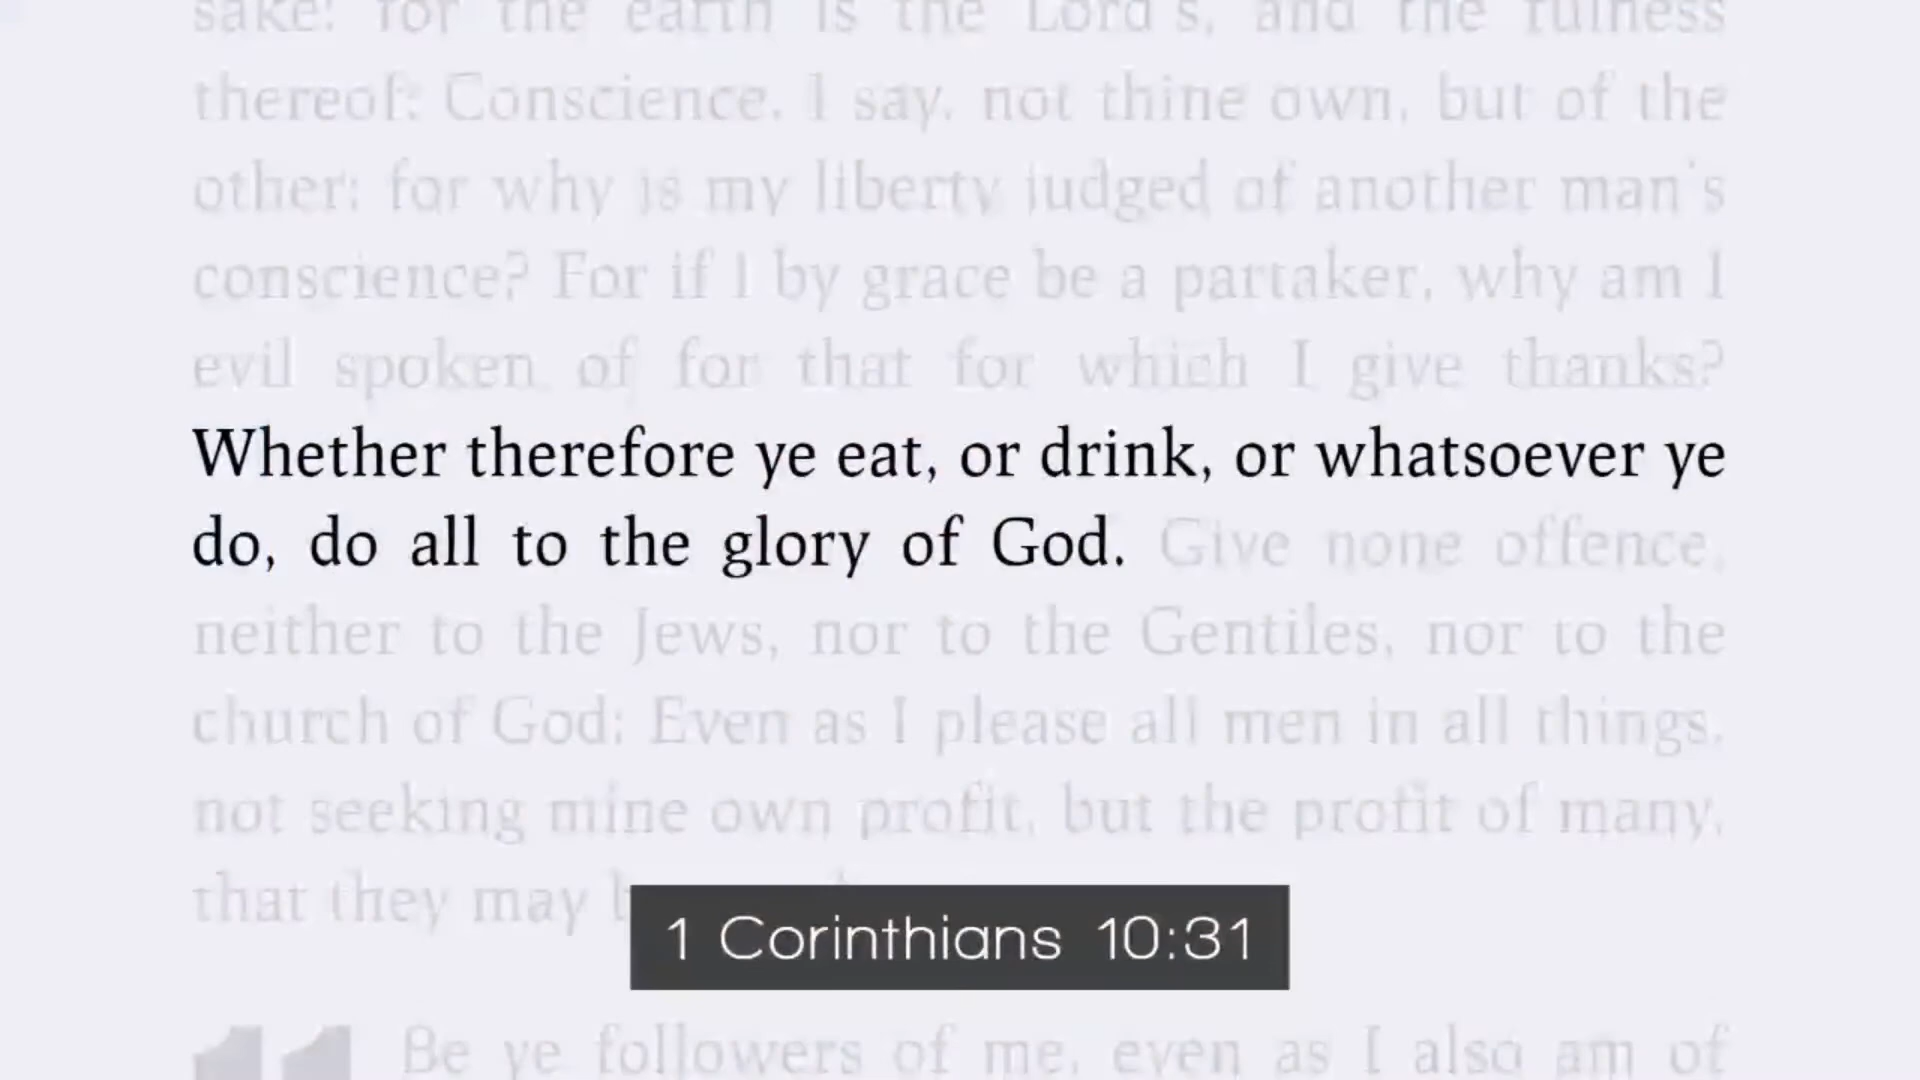 sake: for the earth is the Lord's, and the fulness
thereof: Conscience, I say, not thine own, but of the
other: for why is my liberty judged of another man's
conscience? For if I by grace be a partaker, why am I
evil spoken of for that for which I give thanks?
Whether therefore ye eat, or drink, or whatsoever ye
do, do all to the glory of God. Give none offence,
neither to the Jews, nor to the Gentiles, nor to the
church of God: Even as I please all men in all things,
not seeking mine own profit, but the profit of many,
that they may
1 Corinthians 10:31
11 Be ye followers of me, even as I also am of